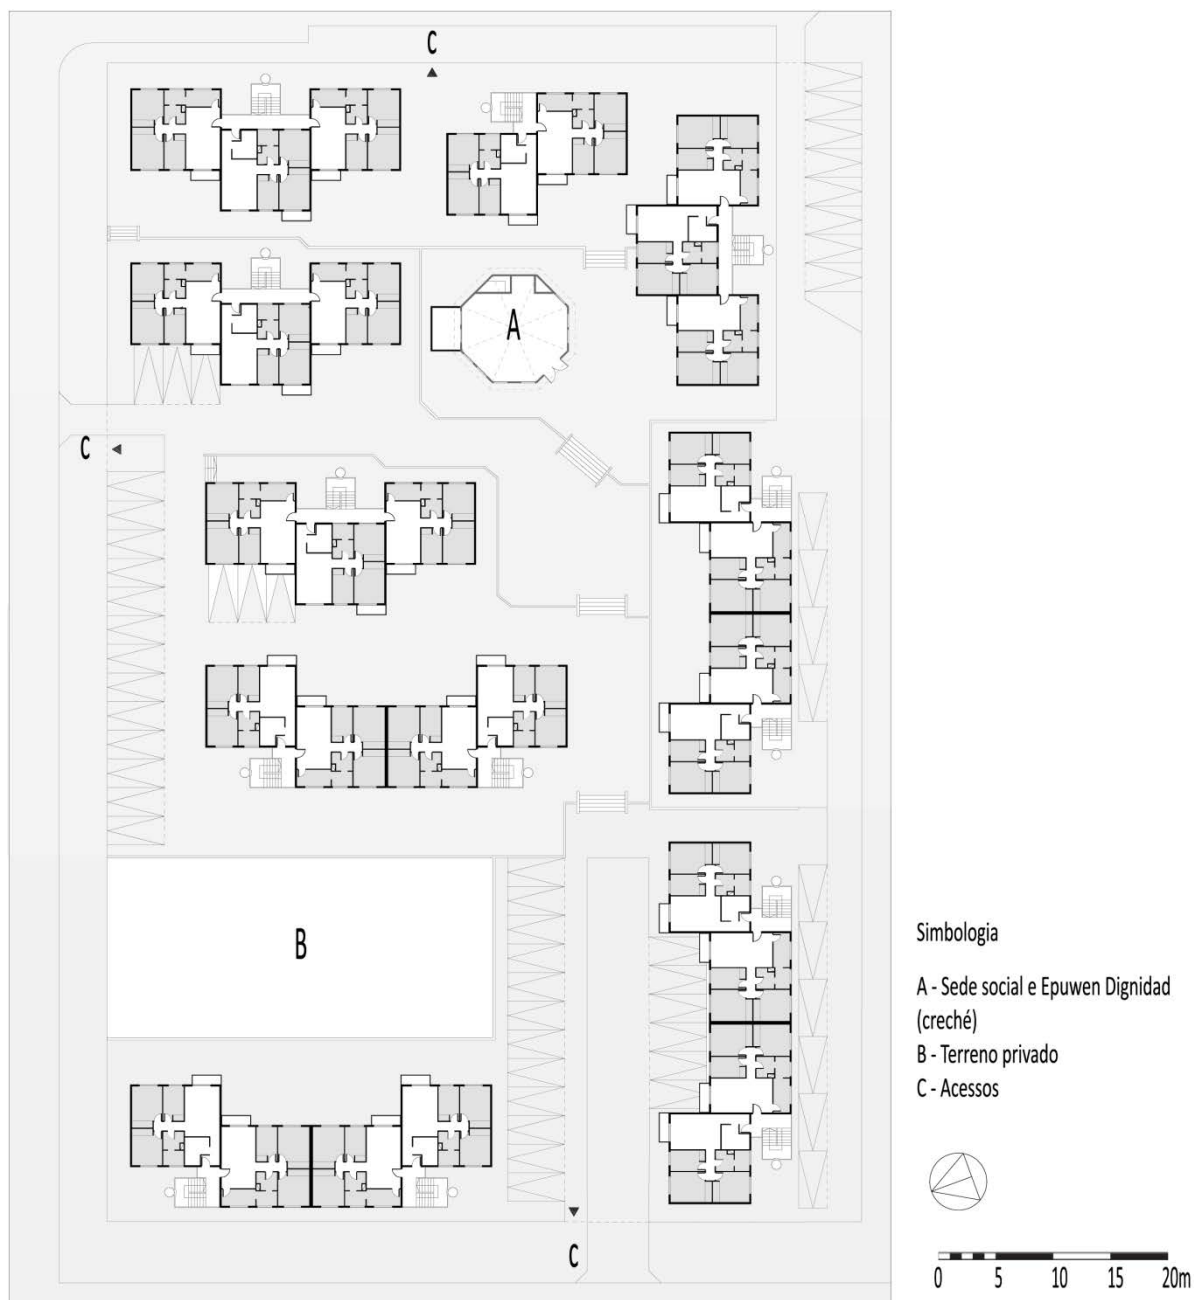 C
A
C
B
C
Simbologia
A - Sede social e Epuwen Dignidad
(creché)
B - Terreno privado
C - Acessos
0 5 10 15 20m